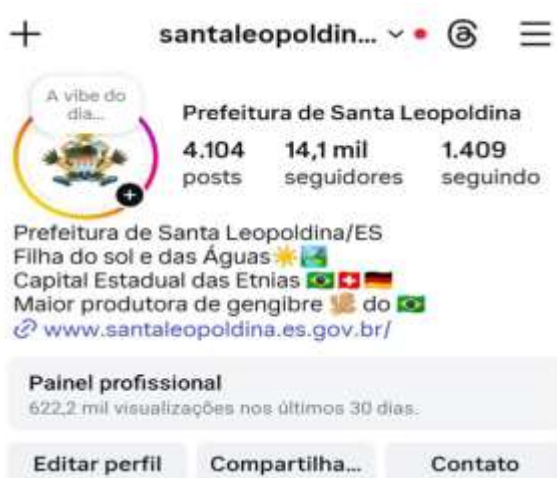 santaleopoldin...
A vibe do
dia...
Prefeitura de Santa Leopoldina
4.104 14,1 mil 1.409
posts seguidores seguindo
Prefeitura de Santa Leopoldina/ES
Filha do sol e das Águas☀️🏞️
Capital Estadual das Etnias 🇧🇷🇨🇭🇩🇪
Maior produtora de gengibre 🫚 do 🇧🇷
www.santaleopoldina.es.gov.br/
Painel profissional
622,2 mil visualizações nos últimos 30 dias.
Editar perfil Compartilha... Contato